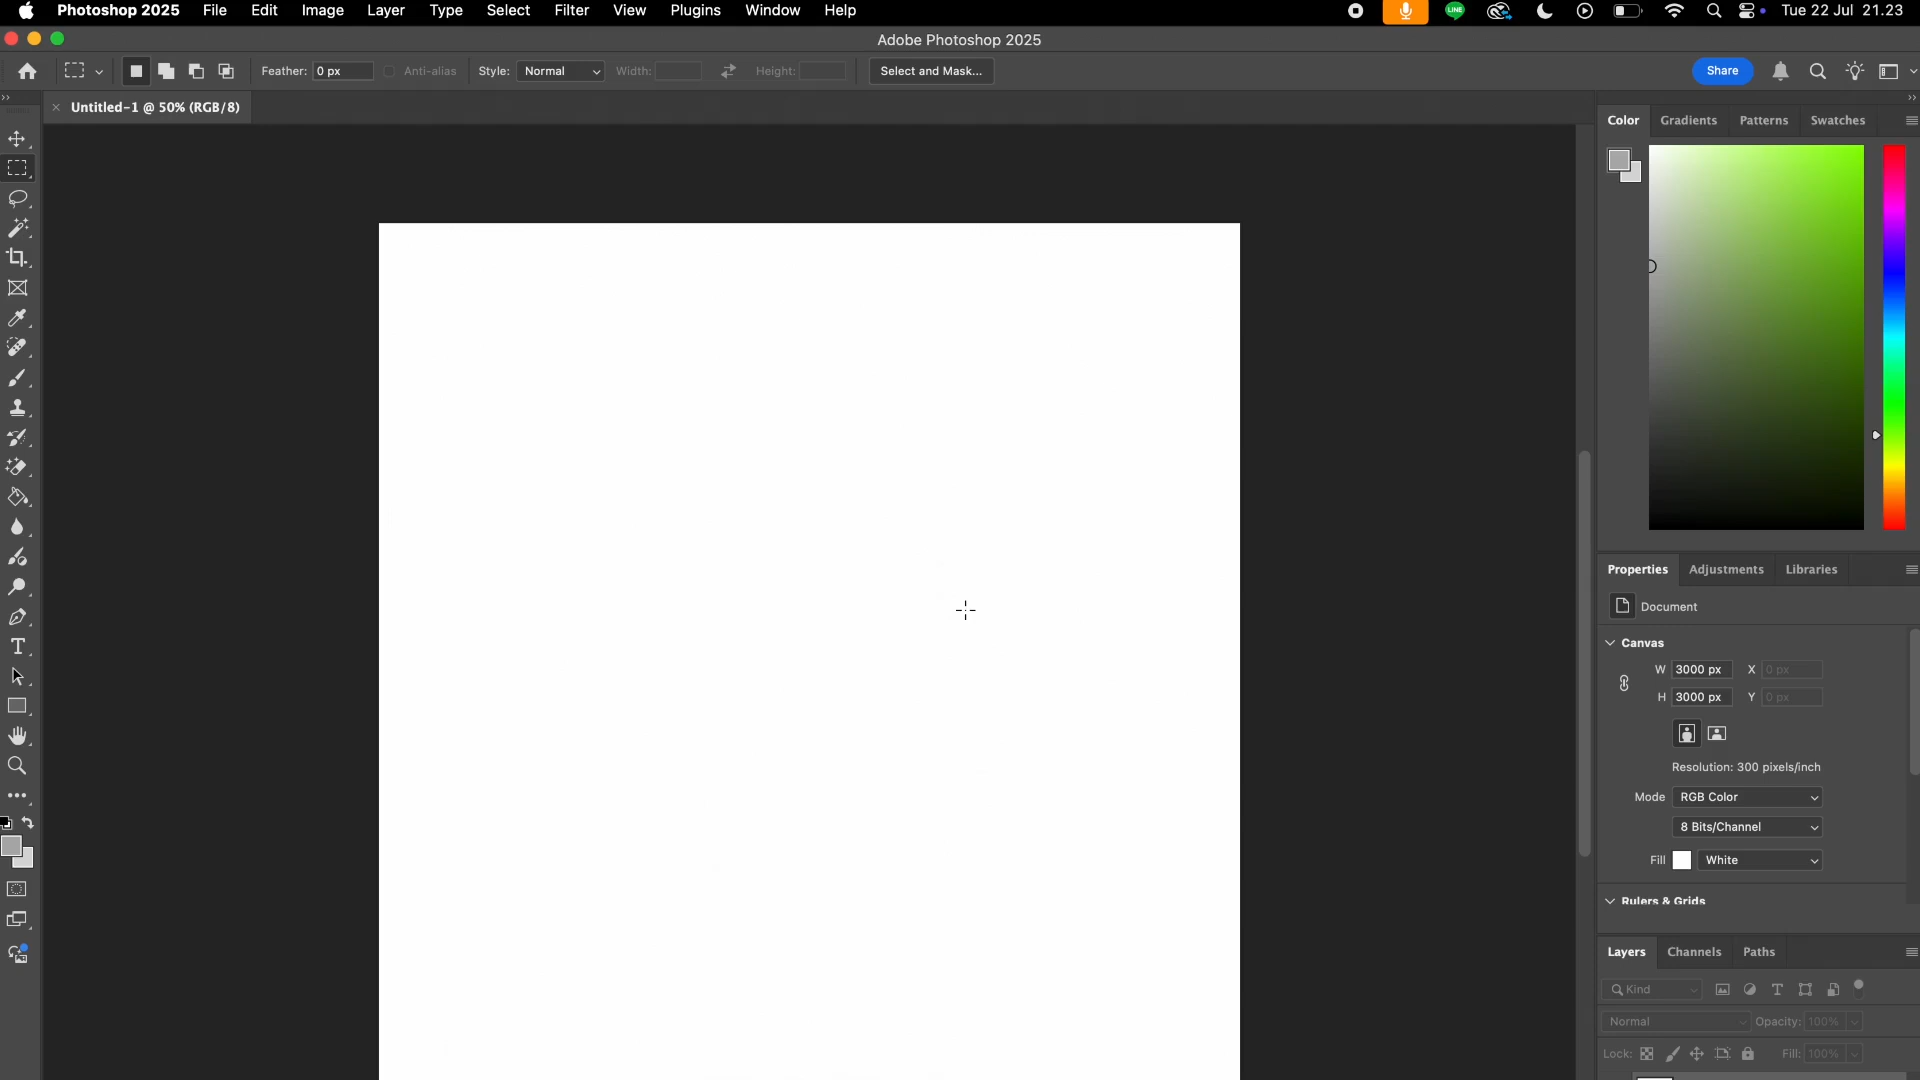 Photoshop 2025 File Edit Image Layer Type Select Filter View Plugins Window Help LINE Tue 22 Jul 21.23
Adobe Photoshop 2025
Feather: 0 px Anti-alias Style: Normal Width: Height: Select and Mask... Share
× Untitled-1 @ 50% (RGB/8)
Color Gradients Patterns Swatches
Properties Adjustments Libraries
Document
Canvas
W 3000 px X 0 px
H 3000 px Y 0 px
Resolution: 300 pixels/inch
Mode RGB Color
8 Bits/Channel
Fill White
Rulers & Grids
Layers Channels Paths
Kind
Normal Opacity: 100%
Lock: Fill: 100%